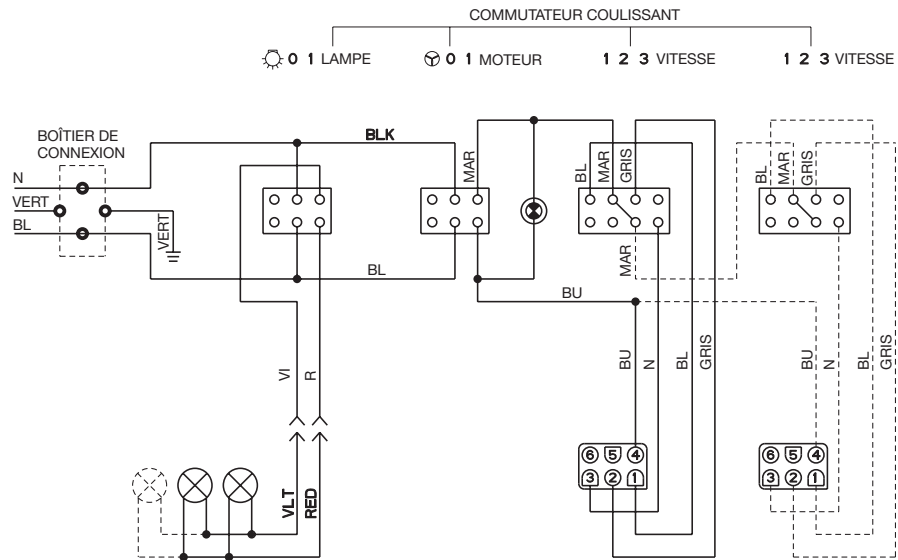 COMMUTATEUR COULISSANT
0 1 LAMPE
0 1 MOTEUR
1 2 3 VITESSE
1 2 3 VITESSE
BOÎTIER DE
CONNEXION
BLK
MAR
BL
MAR
GRIS
BL
MAR
GRIS
N
VERT
BL
VERT
BL
MAR
BU
VI
R
BU
N
BL
GRIS
BU
N
BL
GRIS
6 5 4
3 2 1
6 5 4
3 2 1
VLT
RED